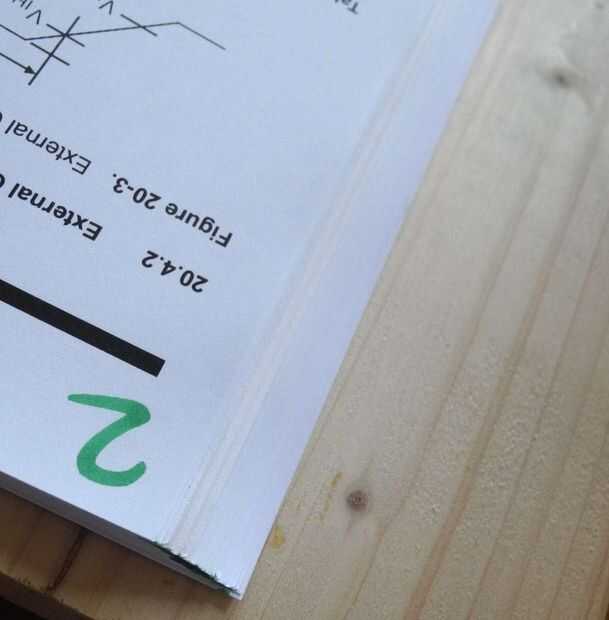 2
20.4.2 External
Figure 20-3. External
V